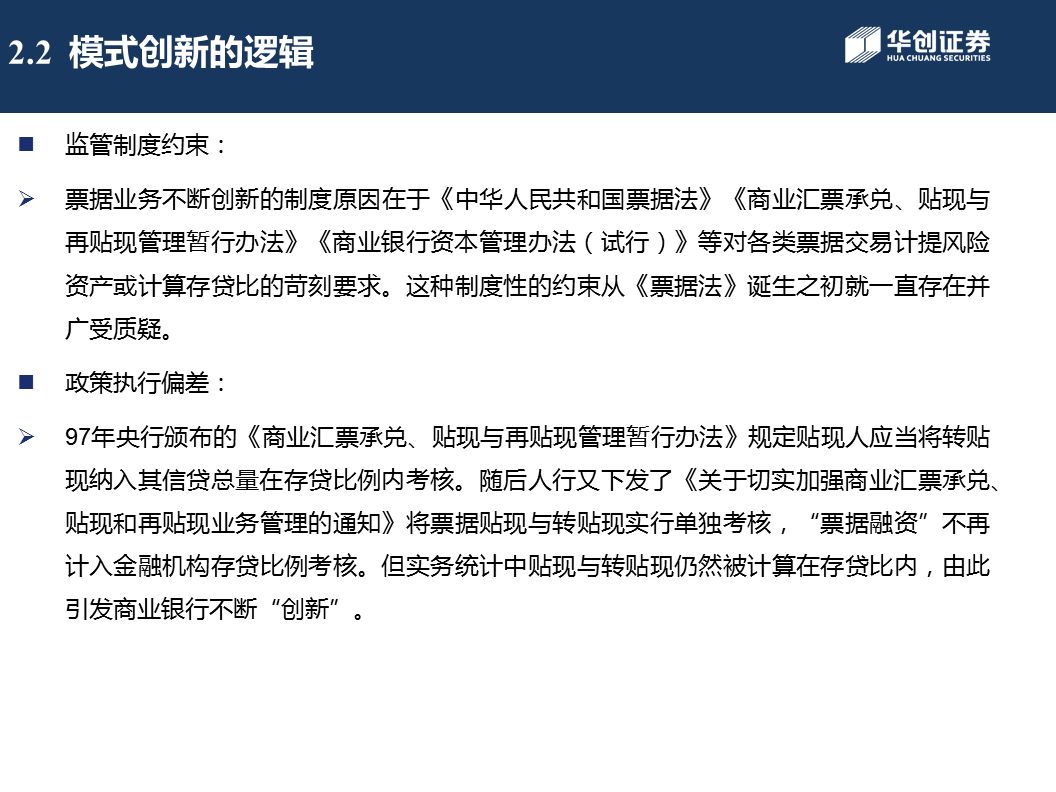 2.2 模式创新的逻辑
华创证券
HUA CHUANG SECURITIES
■ 监管制度约束：
➢ 票据业务不断创新的制度原因在于《中华人民共和国票据法》《商业汇票承兑、贴现与
再贴现管理暂行办法》《商业银行资本管理办法（试行）》等对各类票据交易计提风险
资产或计算存贷比的苛刻要求。这种制度性的约束从《票据法》诞生之初就一直存在并
广受质疑。
■ 政策执行偏差：
➢ 97年央行颁布的《商业汇票承兑、贴现与再贴现管理暂行办法》规定贴现人应当将转贴
现纳入其信贷总量在存贷比例内考核。随后人行又下发了《关于切实加强商业汇票承兑、
贴现和再贴现业务管理的通知》将票据贴现与转贴现实行单独考核，“票据融资”不再
计入金融机构存贷比例考核。但实务统计中贴现与转贴现仍然被计算在存贷比内，由此
引发商业银行不断“创新”。